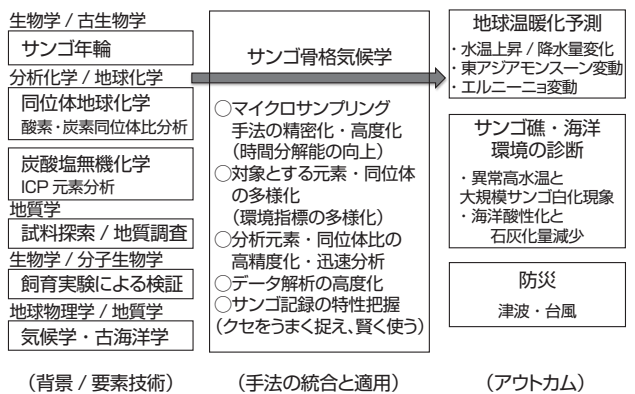 生物学 / 古生物学
サンゴ年輪
分析化学 / 地球化学
同位体地球化学
酸素・炭素同位体比分析
炭酸塩無機化学
ICP 元素分析
地質学
試料探索 / 地質調査
生物学 / 分子生物学
飼育実験による検証
地球物理学 / 地質学
気候学・古海洋学
（背景 / 要素技術）
サンゴ骨格気候学
○マイクロサンプリング
手法の精密化・高度化
（時間分解能の向上）
○対象とする元素・同位体
の多様化
（環境指標の多様化）
○分析元素・同位体比の
高精度化・迅速分析
○データ解析の高度化
○サンゴ記録の特性把握
（クセをうまく捉え、賢く使う）
（手法の統合と適用）
地球温暖化予測
・水温上昇 / 降水量変化
・東アジアモンスーン変動
・エルニーニョ変動
サンゴ礁・海洋
環境の診断
・異常高水温と
大規模サンゴ白化現象
・海洋酸性化と
石灰化量減少
防災
津波・台風
（アウトカム）